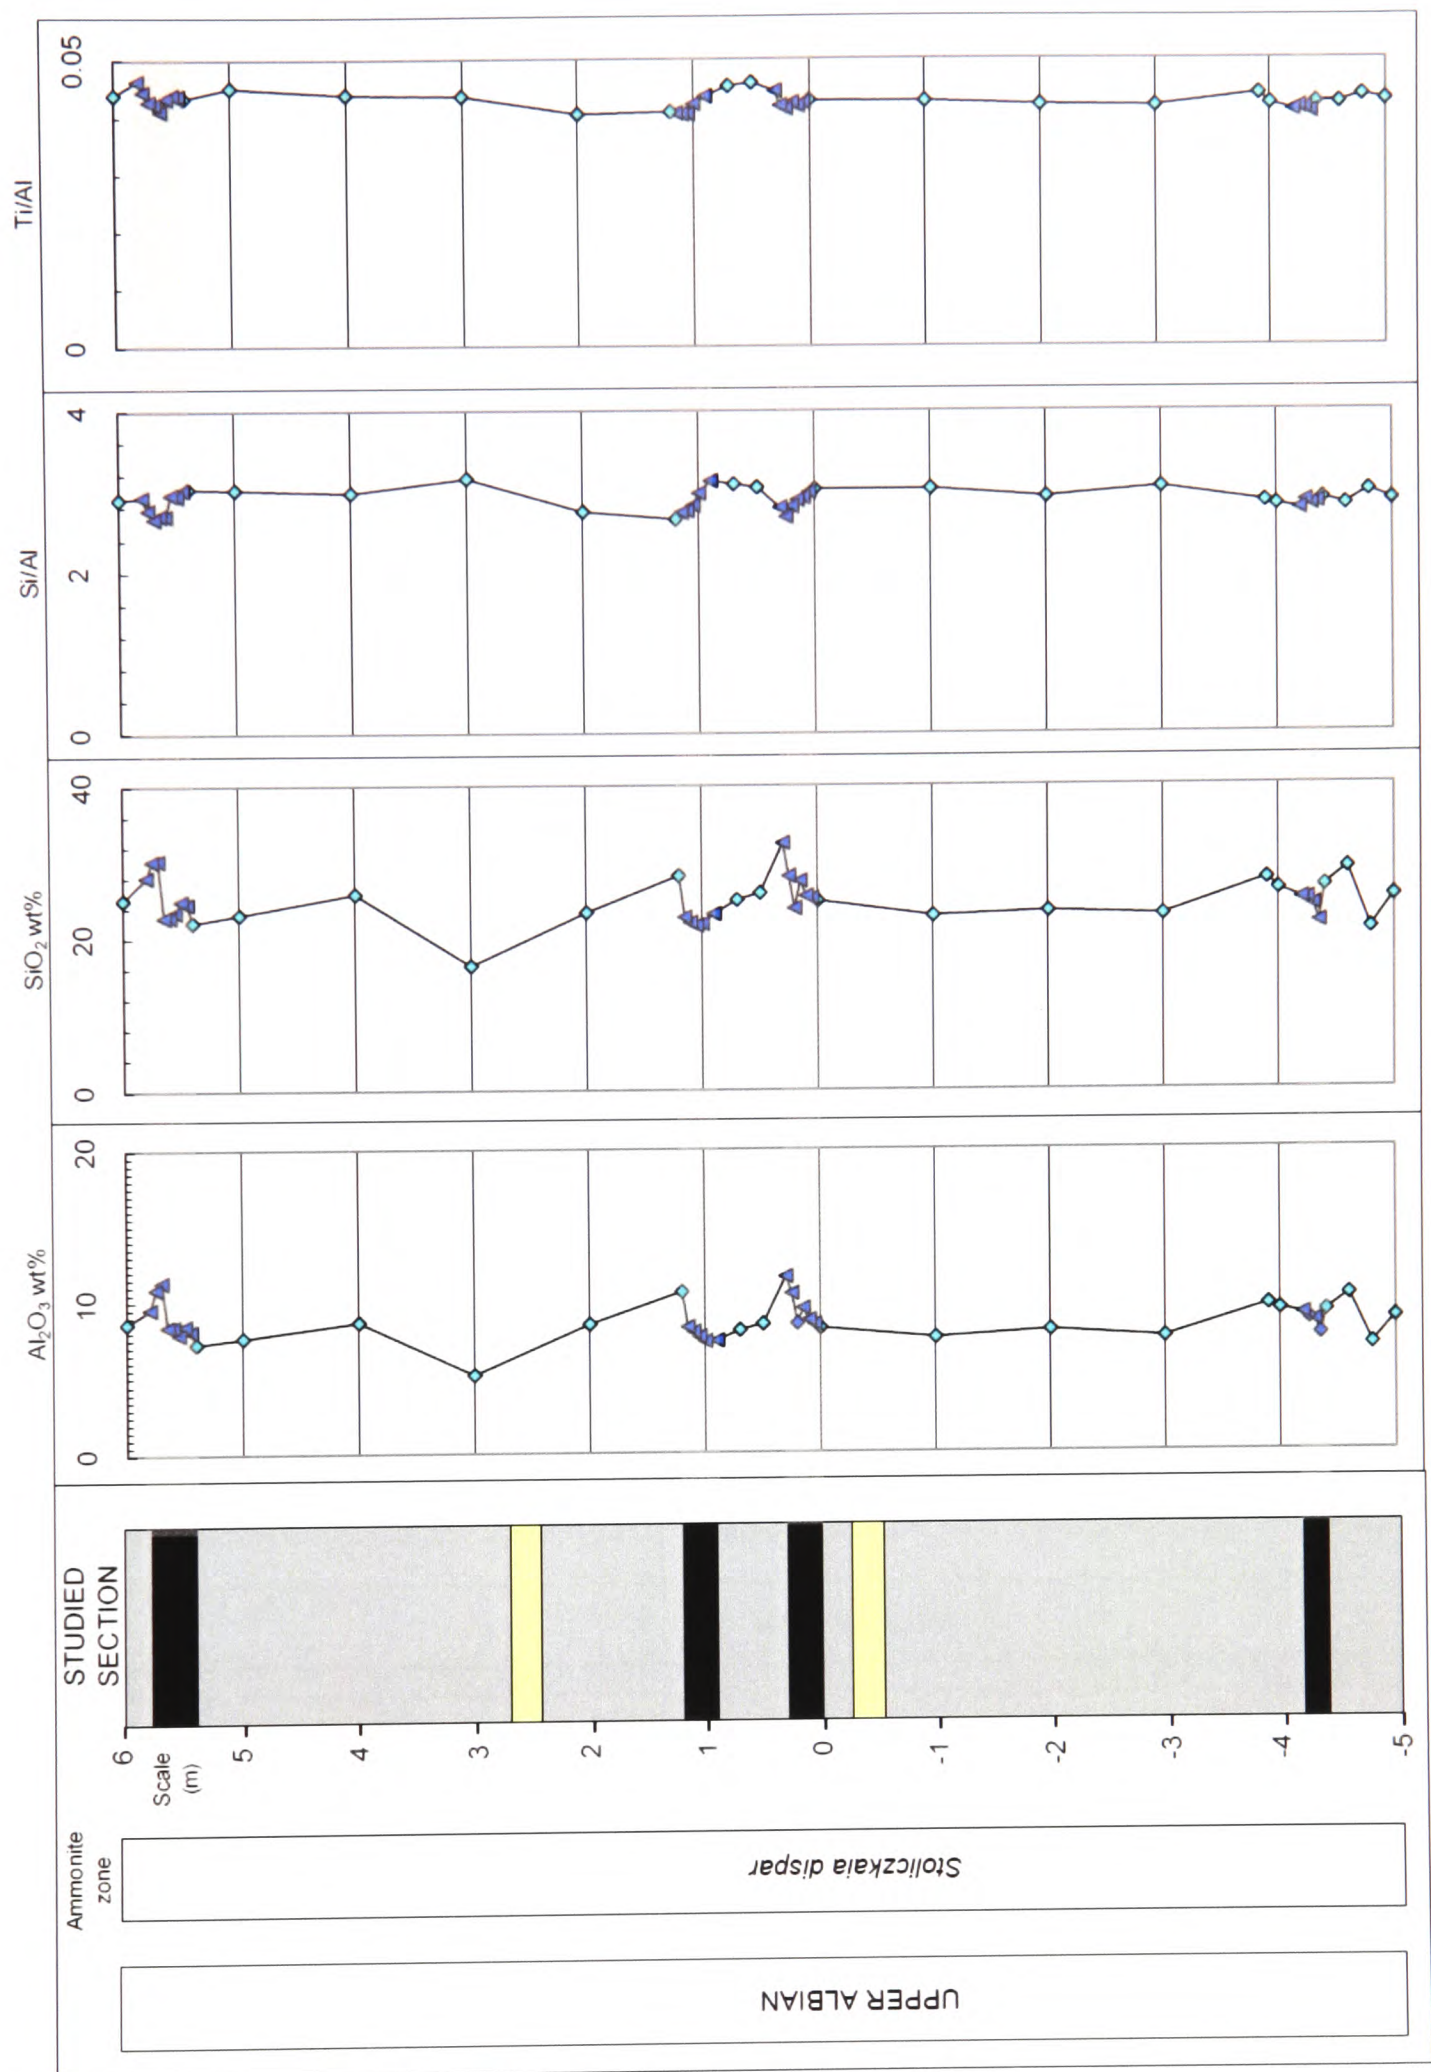 UPPER ALBIAN
Ammonite
zone
Stoliczkaia dispar
Scale
(m)
6
5
4
3
2
1
0
-1
-2
-3
-4
-5
STUDIED
SECTION
Al₂O₃ wt%
0
10
20
SiO₂ wt%
0
20
40
Si/Al
0
2
4
Ti/Al
0
0.05